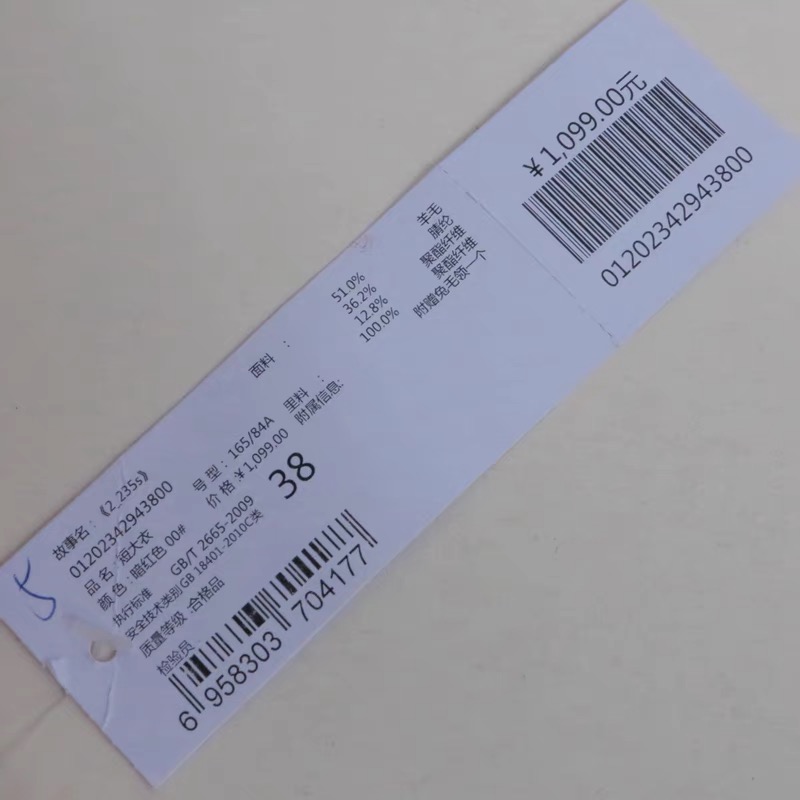 故事名：《2_235s》
01202342943800
品 名：短大衣
颜 色：暗红色 00#
号 型：165/84A
价 格：¥1,099.00
38
执行标准 GB/T 2665-2009
安全技术类别 GB 18401-2010C类
质量等级 :合格品
检验员
6 958303 704177
面料 ：
51.0% 羊毛
36.2% 腈纶
12.8% 聚酯纤维
里料 ：
100.0% 聚酯纤维
附属信息: 附赠兔毛领一个
¥1,099.00元
01202342943800